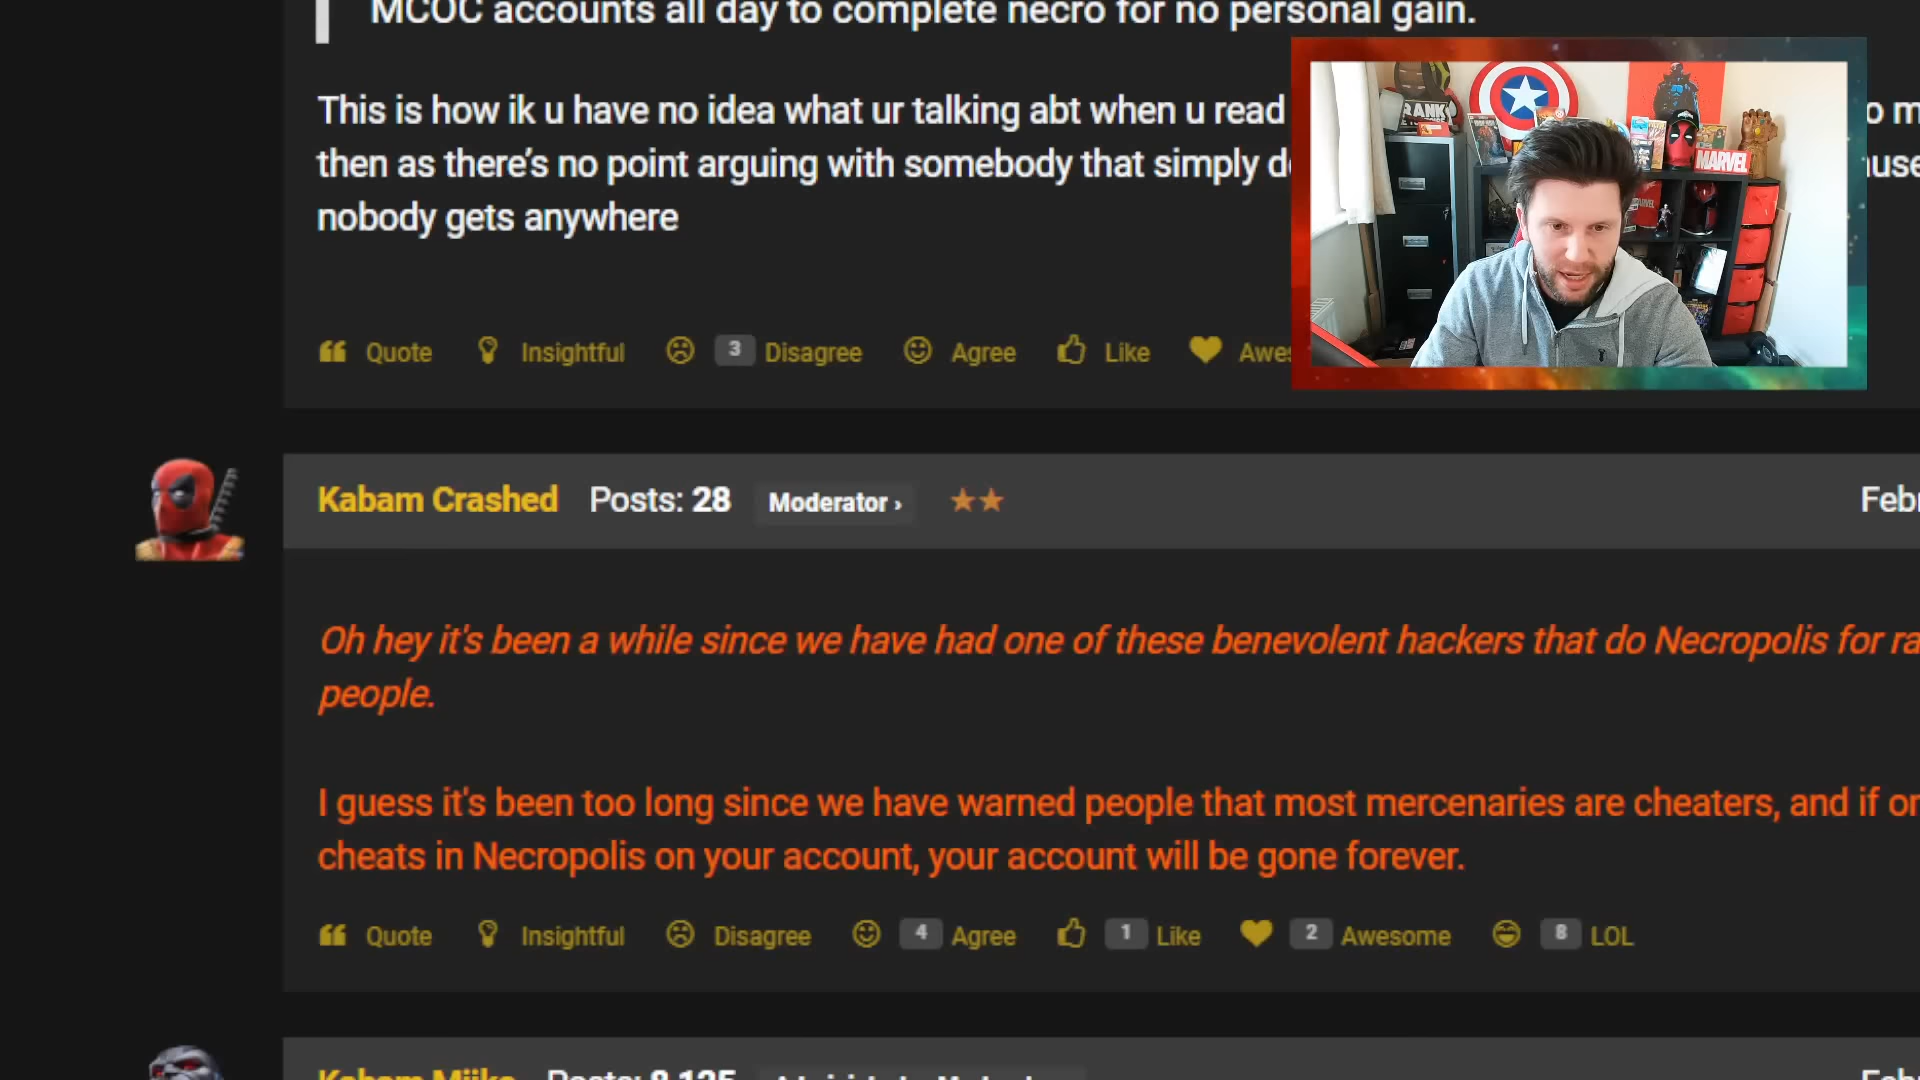 MCOC accounts all day to complete necro for no personal gain.
This is how ik u have no idea what ur talking abt when u read
then as there's no point arguing with somebody that simply
nobody gets anywhere
Quote Insightful 3 Disagree Agree Like
RANK
MARVEL
Kabam Crashed Posts: 28 Moderator ›
Oh hey it's been a while since we have had one of these benevolent hackers that do Necropolis for
people.
I guess it's been too long since we have warned people that most mercenaries are cheaters, and if
cheats in Necropolis on your account, your account will be gone forever.
Quote Insightful Disagree 4 Agree 1 Like 2 Awesome 8 LOL
Kabam Miike Posts: 8,125